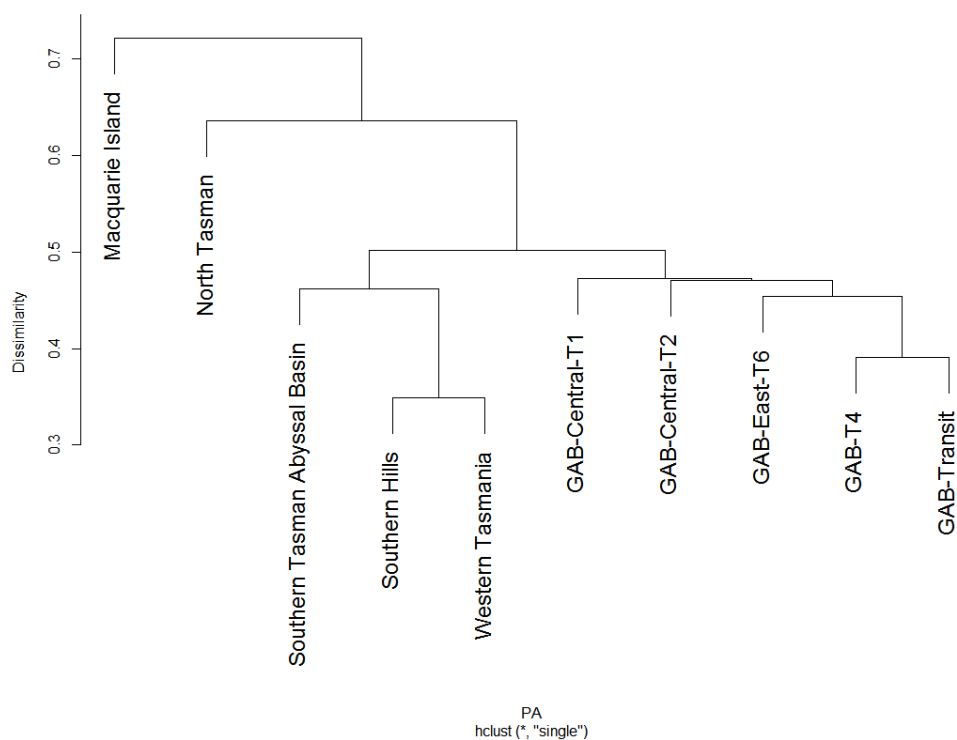 Dissimilarity
0.7
0.6
0.5
0.4
0.3
Macquarie Island
North Tasman
Southern Tasman Abyssal Basin
Southern Hills
Western Tasmania
GAB-Central-T1
GAB-Central-T2
GAB-East-T6
GAB-T4
GAB-Transit
PA
hclust (*, "single")